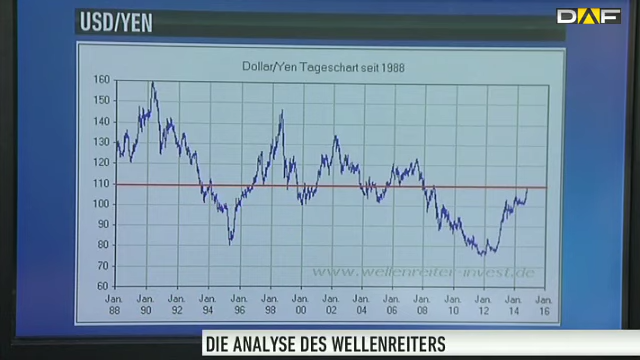 USD/YEN
DAF
Dollar/Yen Tageschart seit 1988
160
150
140
130
120
110
100
90
80
70
60
Jan. 88 Jan. 90 Jan. 92 Jan. 94 Jan. 96 Jan. 98 Jan. 00 Jan. 02 Jan. 04 Jan. 06 Jan. 08 Jan. 10 Jan. 12 Jan. 14 Jan. 16
www.wellenreiter-invest.de
DIE ANALYSE DES WELLENREITERS